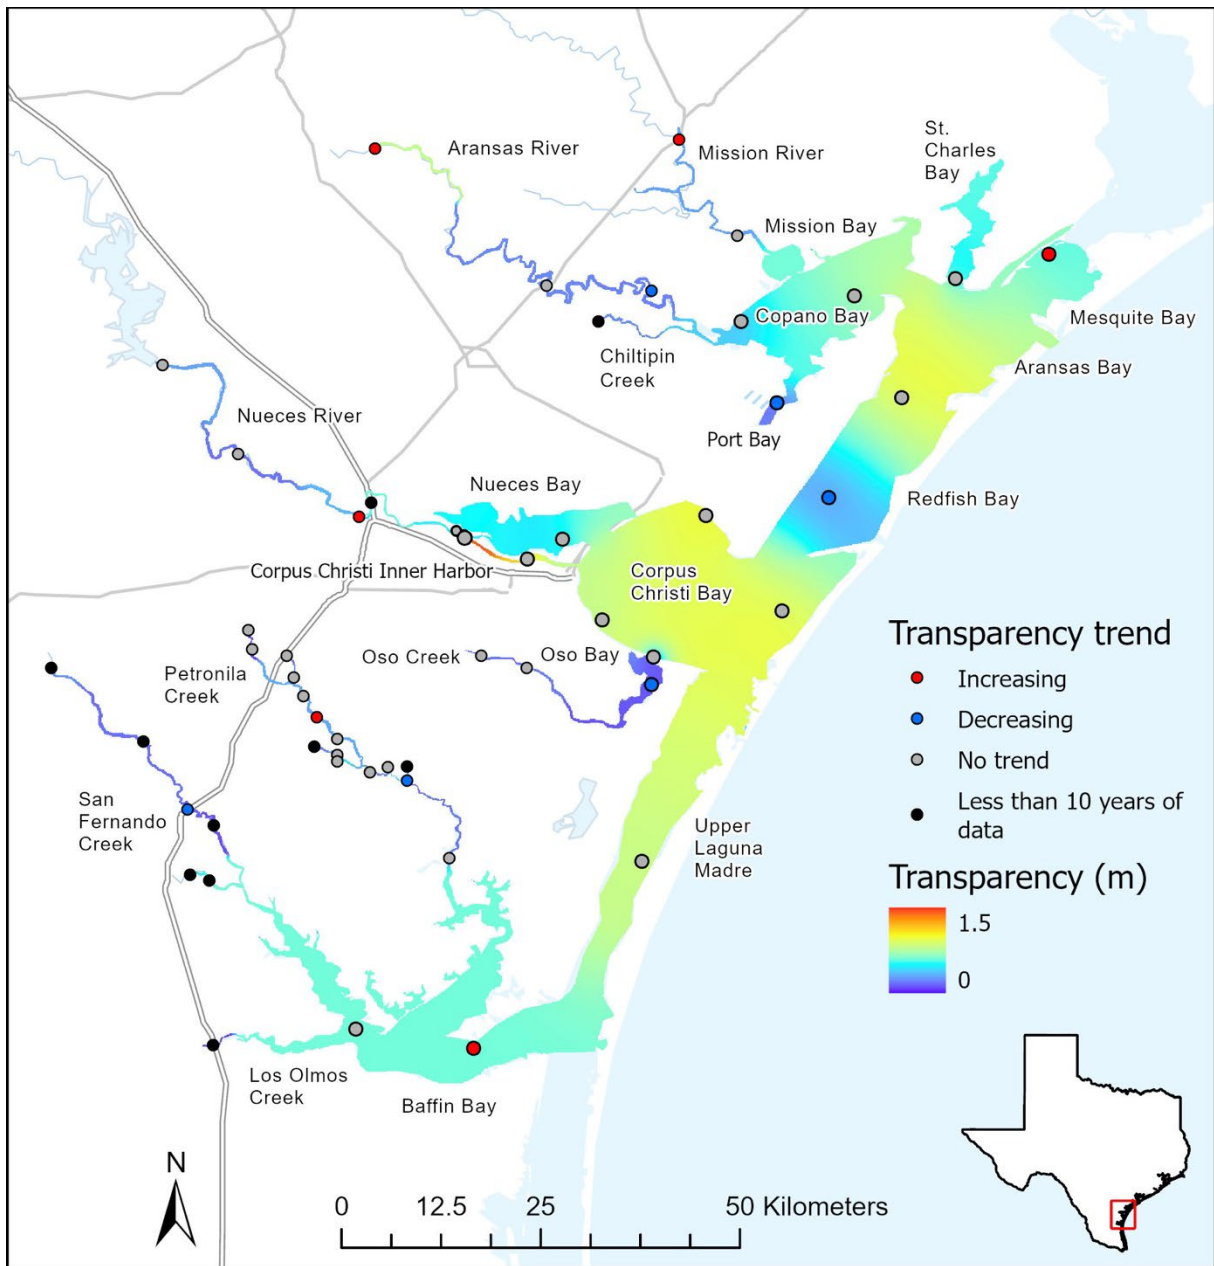 St.
Charles
Bay
Aransas River
Mission River
Mission Bay
Copano Bay
Mesquite Bay
Chiltipin
Creek
Aransas Bay
Nueces River
Port Bay
Nueces Bay
Redfish Bay
Corpus Christi Inner Harbor
Corpus
Christi Bay
Petronila
Creek
Oso Creek
Oso Bay
San
Fernando
Creek
Upper
Laguna
Madre
Los Olmos
Creek
Baffin Bay
Transparency trend
Increasing
Decreasing
No trend
Less than 10 years of
data
Transparency (m)
1.5
0
N
0
12.5
25
50 Kilometers